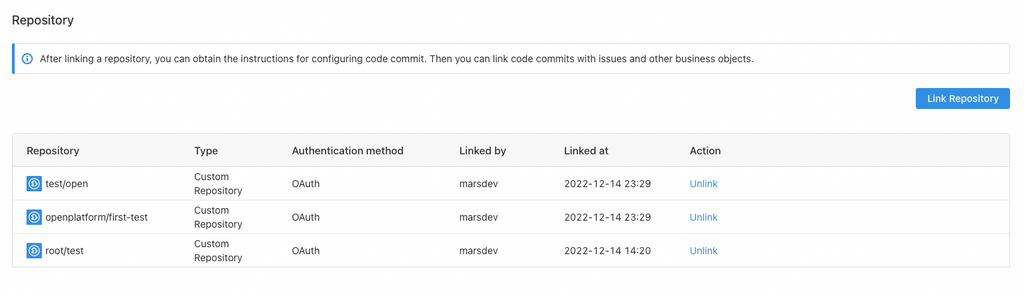 Repository
After linking a repository, you can obtain the instructions for configuring code commit. Then you can link code commits with issues and other business objects.
Link Repository
Repository Type Authentication method Linked by Linked at Action
test/open Custom Repository OAuth marsdev 2022-12-14 23:29 Unlink
openplatform/first-test Custom Repository OAuth marsdev 2022-12-14 23:29 Unlink
root/test Custom Repository OAuth marsdev 2022-12-14 14:20 Unlink